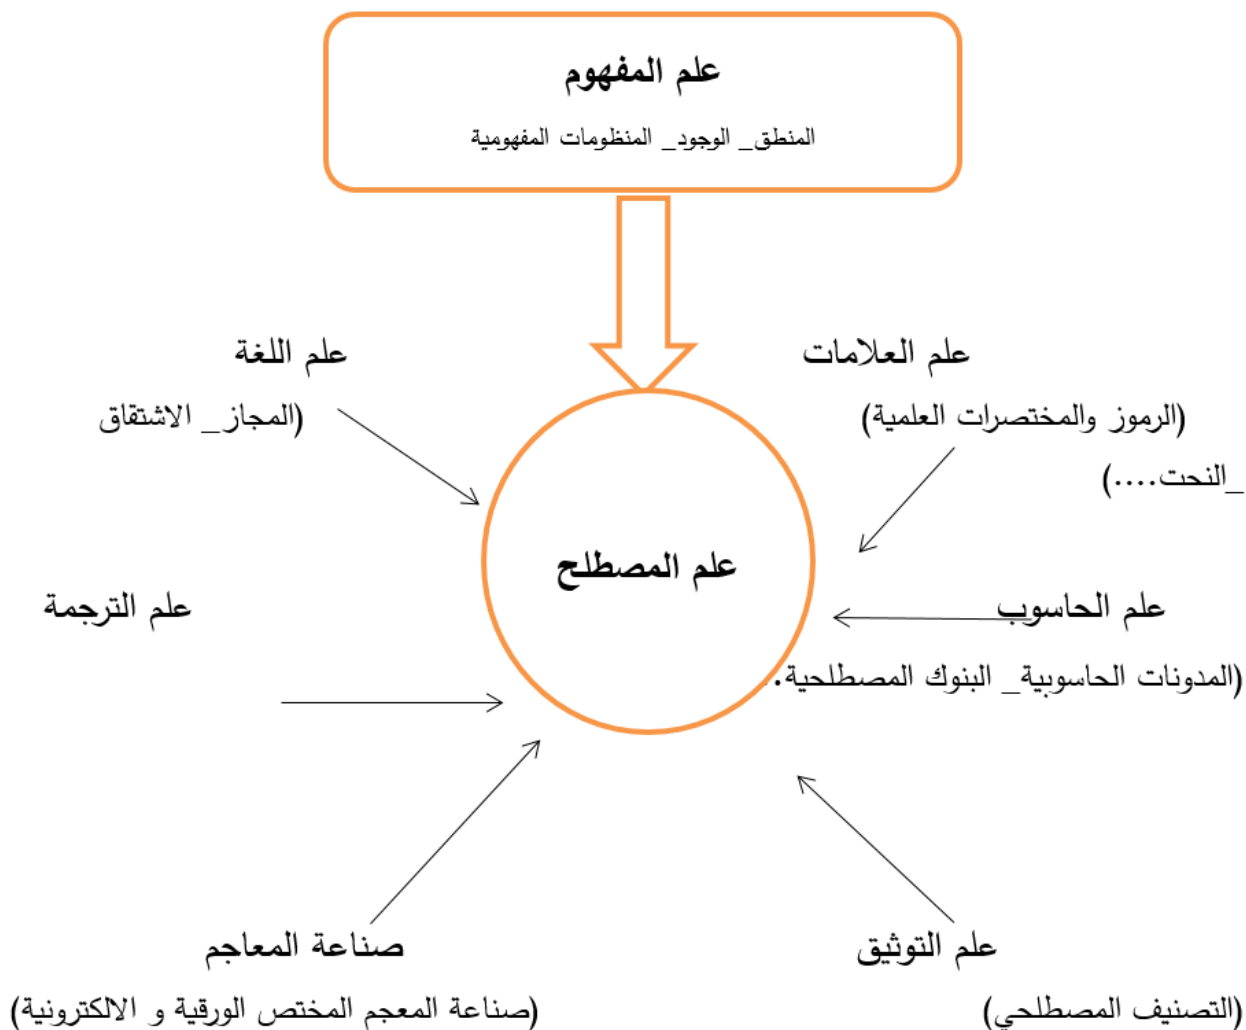 علم المفهوم
المنطق_ الوجود_ المنظومات المفهومية
علم العلامات
علم اللغة
(الرموز والمختصرات العلمية)
(المجاز_ الاشتقاق
_النحت....)
علم المصطلح
علم الحاسوب
علم الترجمة
(المدونات الحاسوبية_ البنوك المصطلحية..
علم التوثيق
صناعة المعاجم
(التصنيف المصطلحي)
(صناعة المعجم المختص الورقية و الالكترونية)